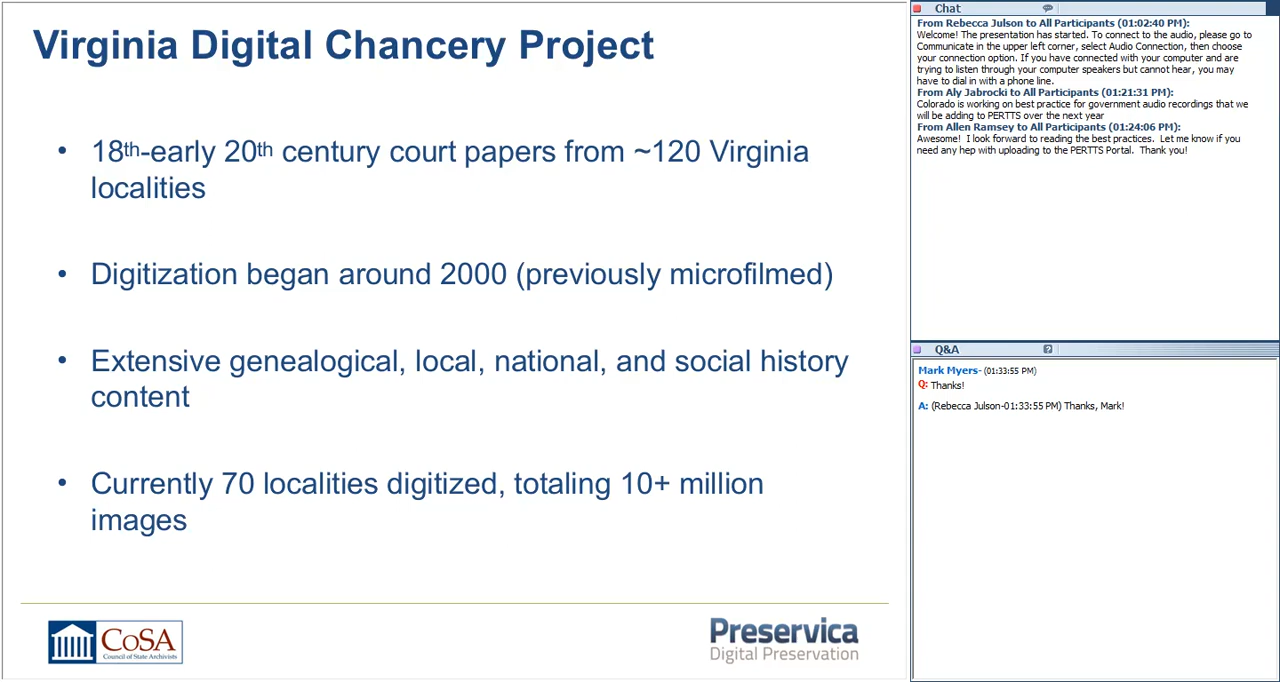 Virginia Digital Chancery Project
• 18th-early 20th century court papers from ~120 Virginia
localities
• Digitization began around 2000 (previously microfilmed)
• Extensive genealogical, local, national, and social history
content
• Currently 70 localities digitized, totaling 10+ million
images
CoSA
Council of State Archivists
Preservica
Digital Preservation
Chat
From Rebecca Julson to All Participants (01:02:40 PM):
Welcome! The presentation has started. To connect to the audio, please go to
Communicate in the upper left corner, select Audio Connection, then choose
your connection option. If you have connected with your computer and are
trying to listen through your computer speakers but cannot hear, you may
have to dial in with a phone line.
From Aly Jabrocki to All Participants (01:21:31 PM):
Colorado is working on best practice for government audio recordings that we
will be adding to PERTTS over the next year
From Allen Ramsey to All Participants (01:24:06 PM):
Awesome! I look forward to reading the best practices. Let me know if you
need any hep with uploading to the PERTTS Portal. Thank you!
Q&A
Mark Myers- (01:33:55 PM)
Q: Thanks!
A: (Rebecca Julson-01:33:55 PM) Thanks, Mark!